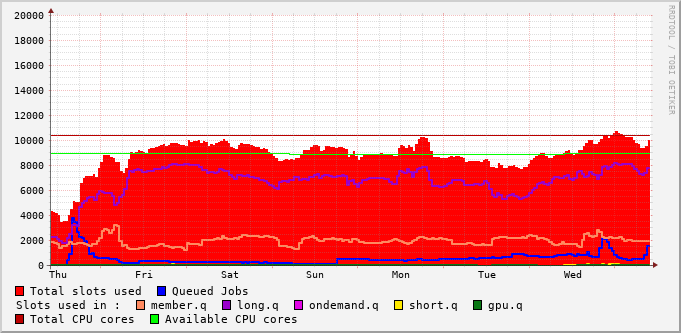 RRDTOOL / TOBI OETIKER
20000
18000
16000
14000
12000
10000
8000
6000
4000
2000
0
Thu Fri Sat Sun Mon Tue Wed
Total slots used Queued Jobs
Slots used in : member.q long.q ondemand.q short.q gpu.q
Total CPU cores Available CPU cores